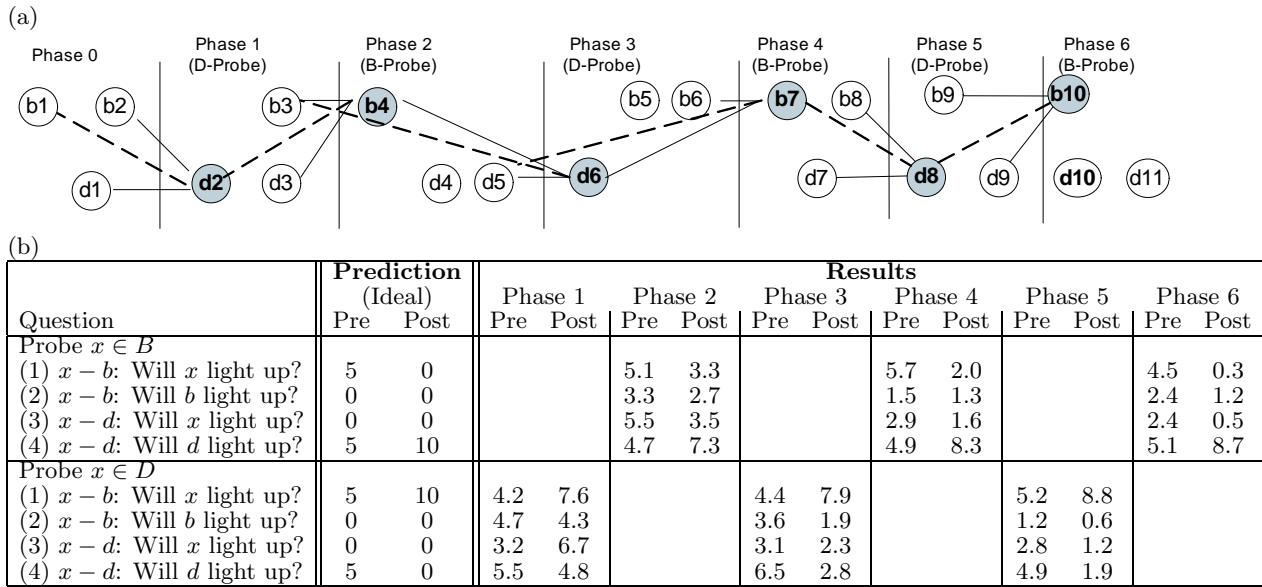 (a)
Phase 0 Phase 1 Phase 2 Phase 3 Phase 4 Phase 5 Phase 6
(D-Probe) (B-Probe) (D-Probe) (B-Probe) (D-Probe) (B-Probe)
b1 b2 b3 b4 b5 b6 b7 b8 b9 b10
d1 d2 d3 d4 d5 d6 d7 d8 d9 d10 d11
(b)
Prediction Results
(Ideal) Phase 1 Phase 2 Phase 3 Phase 4 Phase 5 Phase 6
Question Pre Post Pre Post Pre Post Pre Post Pre Post Pre Post Pre Post
Probe x ∈ B
(1) x − b: Will x light up? 5 0 5.1 3.3 5.7 2.0 4.5 0.3
(2) x − b: Will b light up? 0 0 3.3 2.7 1.5 1.3 2.4 1.2
(3) x − d: Will x light up? 0 0 5.5 3.5 2.9 1.6 2.4 0.5
(4) x − d: Will d light up? 5 10 4.7 7.3 4.9 8.3 5.1 8.7
Probe x ∈ D
(1) x − b: Will x light up? 5 10 4.2 7.6 4.4 7.9 5.2 8.8
(2) x − b: Will b light up? 0 0 4.7 4.3 3.6 1.9 1.2 0.6
(3) x − d: Will x light up? 0 0 3.2 6.7 3.1 2.3 2.8 1.2
(4) x − d: Will d light up? 5 0 5.5 4.8 6.5 2.8 4.9 1.9